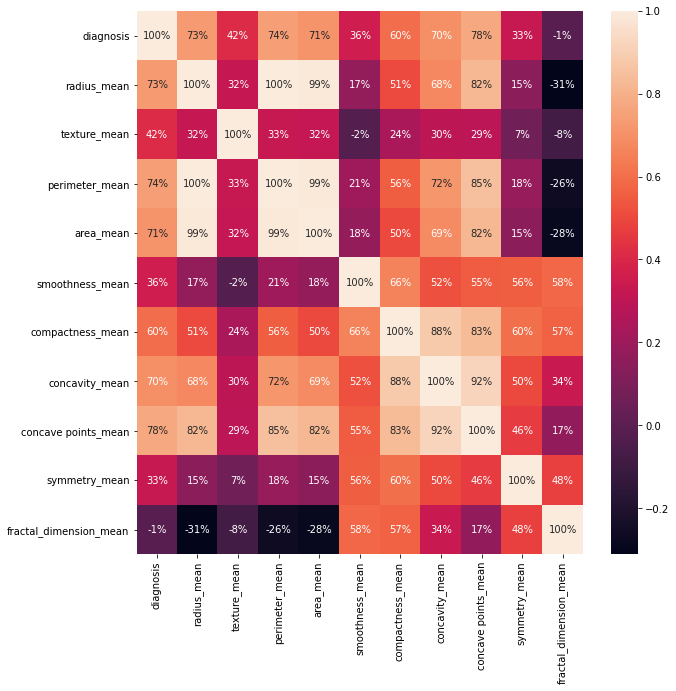 diagnosis 100% 73% 42% 74% 71% 36% 60% 70% 78% 33% -1%
radius_mean 73% 100% 32% 100% 99% 17% 51% 68% 82% 15% -31%
texture_mean 42% 32% 100% 33% 32% -2% 24% 30% 29% 7% -8%
perimeter_mean 74% 100% 33% 100% 99% 21% 56% 72% 85% 18% -26%
area_mean 71% 99% 32% 99% 100% 18% 50% 69% 82% 15% -28%
smoothness_mean 36% 17% -2% 21% 18% 100% 66% 52% 55% 56% 58%
compactness_mean 60% 51% 24% 56% 50% 66% 100% 88% 83% 60% 57%
concavity_mean 70% 68% 30% 72% 69% 52% 88% 100% 92% 50% 34%
concave points_mean 78% 82% 29% 85% 82% 55% 83% 92% 100% 46% 17%
symmetry_mean 33% 15% 7% 18% 15% 56% 60% 50% 46% 100% 48%
fractal_dimension_mean -1% -31% -8% -26% -28% 58% 57% 34% 17% 48% 100%
diagnosis
radius_mean
texture_mean
perimeter_mean
area_mean
smoothness_mean
compactness_mean
concavity_mean
concave points_mean
symmetry_mean
fractal_dimension_mean
1.0
0.8
0.6
0.4
0.2
0.0
−0.2